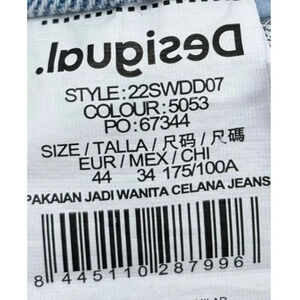 Desigual.
STYLE:22SWDD07
COLOUR:5053
PO:67344
SIZE/TALLA/尺码/尺碼
EUR/MEX/CHI
44 34 175/100A
PAKAIAN JADI WANITA CELANA JEANS
8 445110 287996